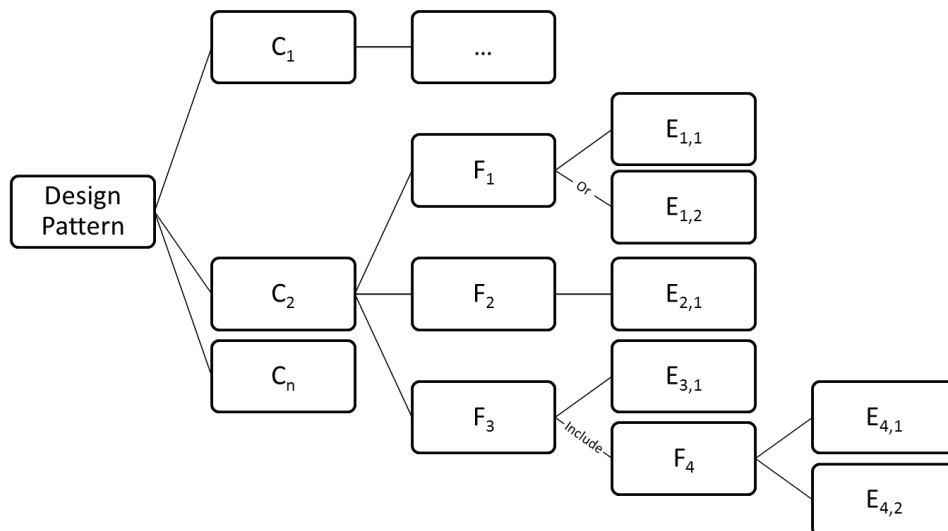 C₁
...
E₁,₁
F₁
Or
E₁,₂
Design
Pattern
C₂
F₂
E₂,₁
Cₙ
E₃,₁
F₃
Include
F₄
E₄,₁
E₄,₂